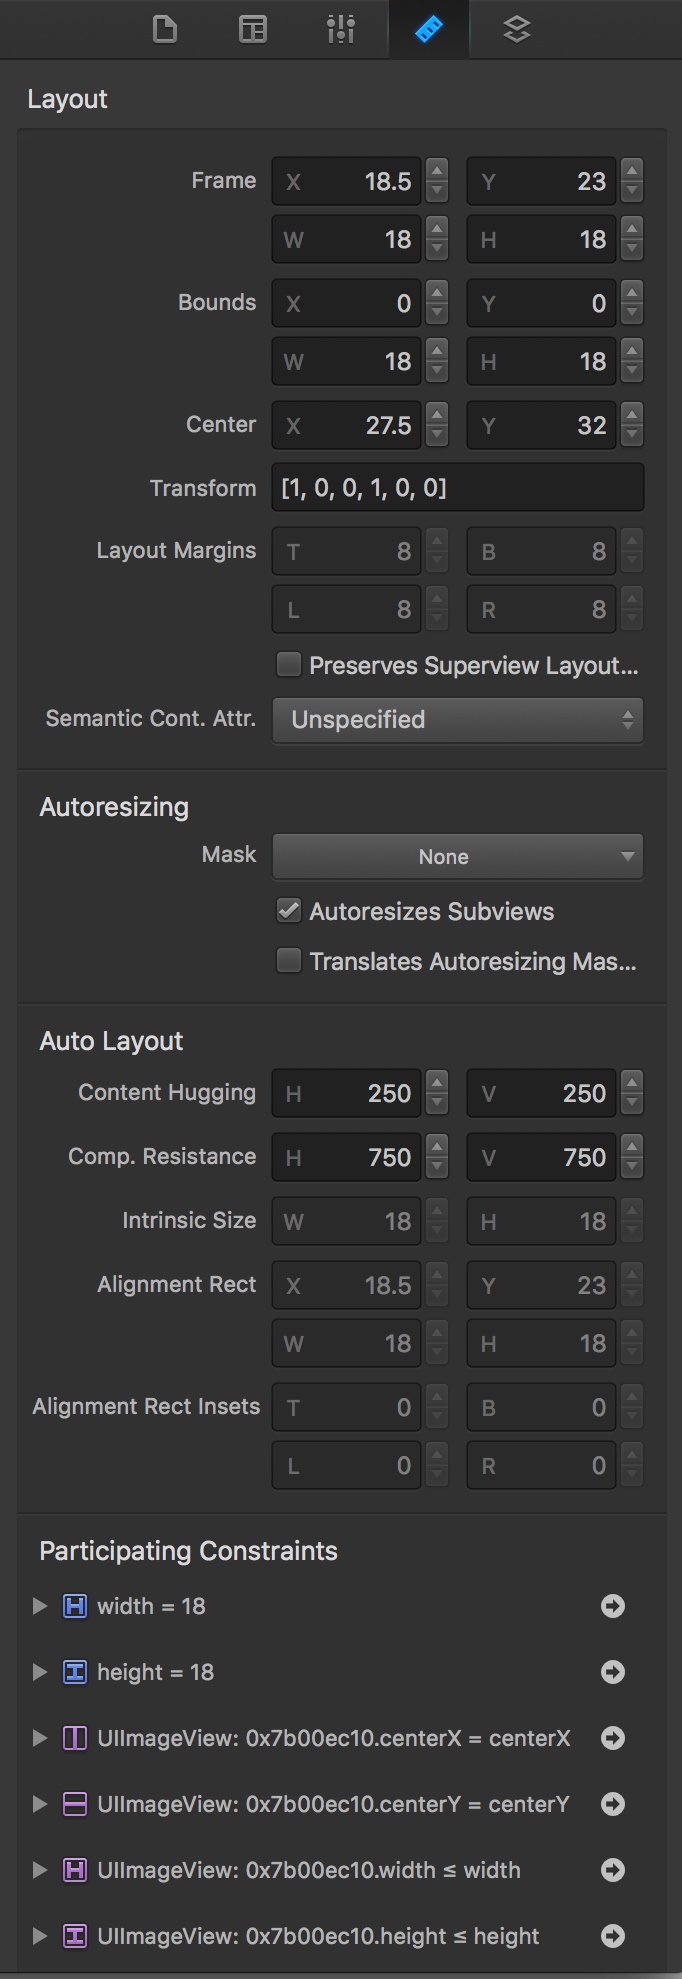 Layout
Frame X 18.5 Y 23
W 18 H 18
Bounds X 0 Y 0
W 18 H 18
Center X 27.5 Y 32
Transform [1, 0, 0, 1, 0, 0]
Layout Margins T 8 B 8
L 8 R 8
Preserves Superview Layout...
Semantic Cont. Attr. Unspecified
Autoresizing
Mask None
Autoresizes Subviews
Translates Autoresizing Mas...
Auto Layout
Content Hugging H 250 V 250
Comp. Resistance H 750 V 750
Intrinsic Size W 18 H 18
Alignment Rect X 18.5 Y 23
W 18 H 18
Alignment Rect Insets T 0 B 0
L 0 R 0
Participating Constraints
width = 18
height = 18
UIImageView: 0x7b00ec10.centerX = centerX
UIImageView: 0x7b00ec10.centerY = centerY
UIImageView: 0x7b00ec10.width ≤ width
UIImageView: 0x7b00ec10.height ≤ height